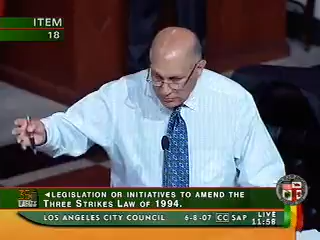 ITEM
18
◄LEGISLATION OR INITIATIVES TO AMEND THE
THREE STRIKES LAW OF 1994.
LOS ANGELES CITY COUNCIL 6-8-07 CC SAP LIVE
11:58